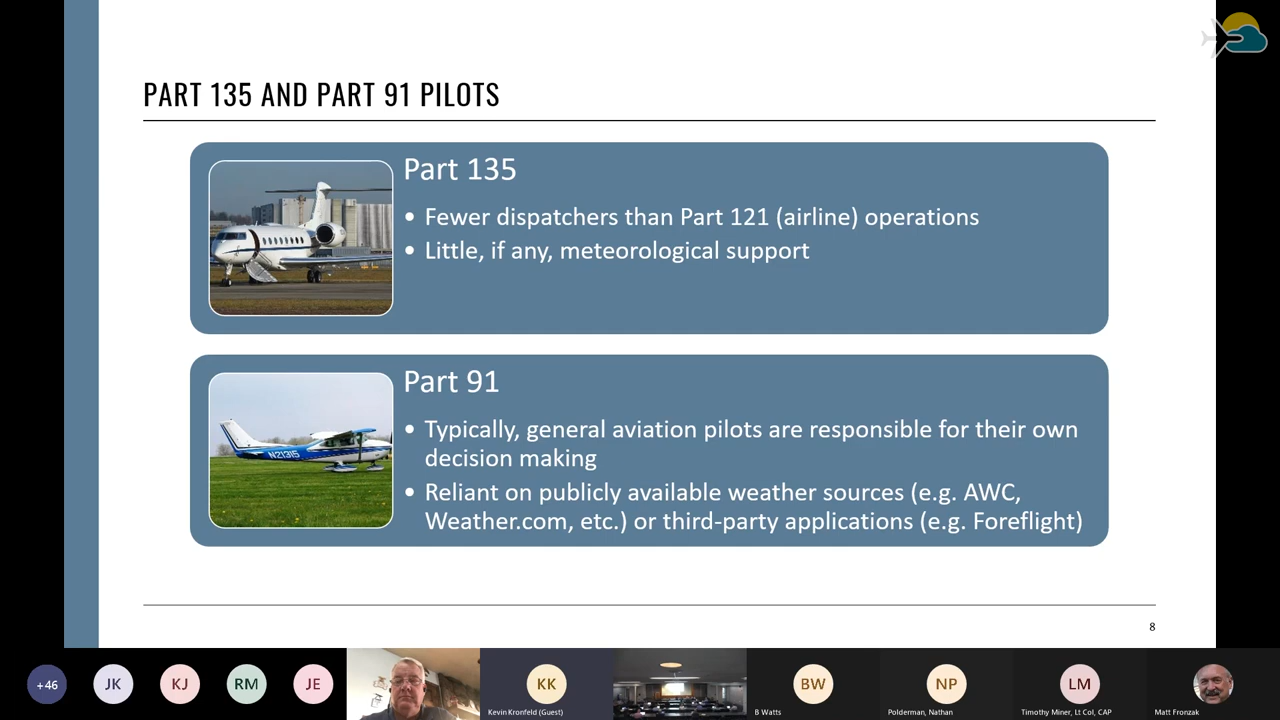 PART 135 AND PART 91 PILOTS
Part 135
• Fewer dispatchers than Part 121 (airline) operations
• Little, if any, meteorological support
Part 91
N2131S
• Typically, general aviation pilots are responsible for their own
decision making
• Reliant on publicly available weather sources (e.g. AWC,
Weather.com, etc.) or third-party applications (e.g. Foreflight)
8
+46
JK
KJ
RM
JE
KK
Kevin Kronfeld (Guest)
BW
B Watts
NP
Polderman, Nathan
LM
Timothy Miner, Lt Col, CAP
Matt Fronzak